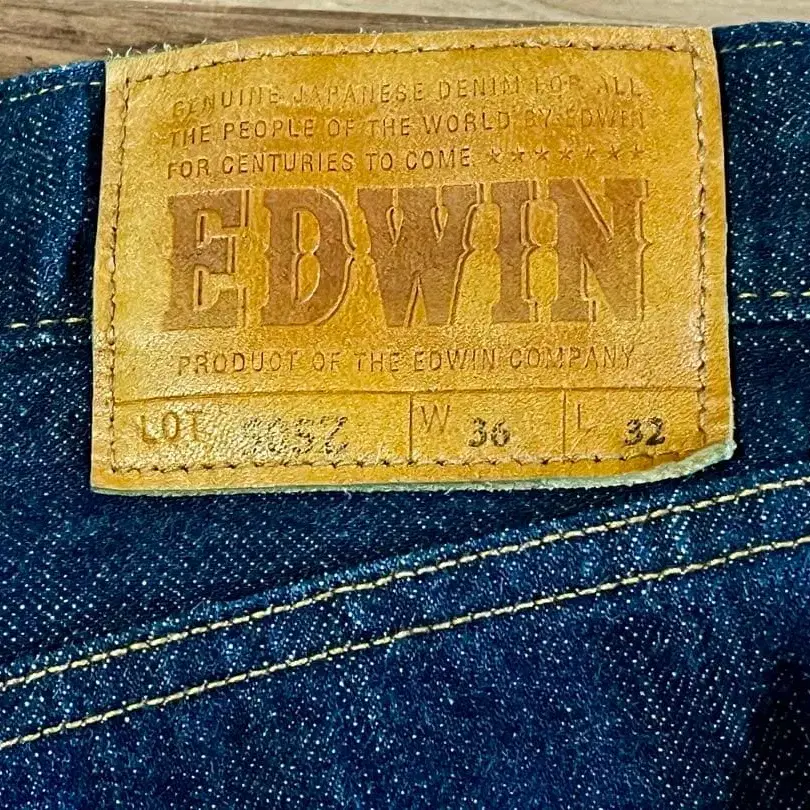 GENUINE JAPANESE DENIM FOR ALL
THE PEOPLE OF THE WORLD BY EDWIN
FOR CENTURIES TO COME ★★★★★★★
EDWIN
PRODUCT OF THE EDWIN COMPANY
LOT W 36 L 32